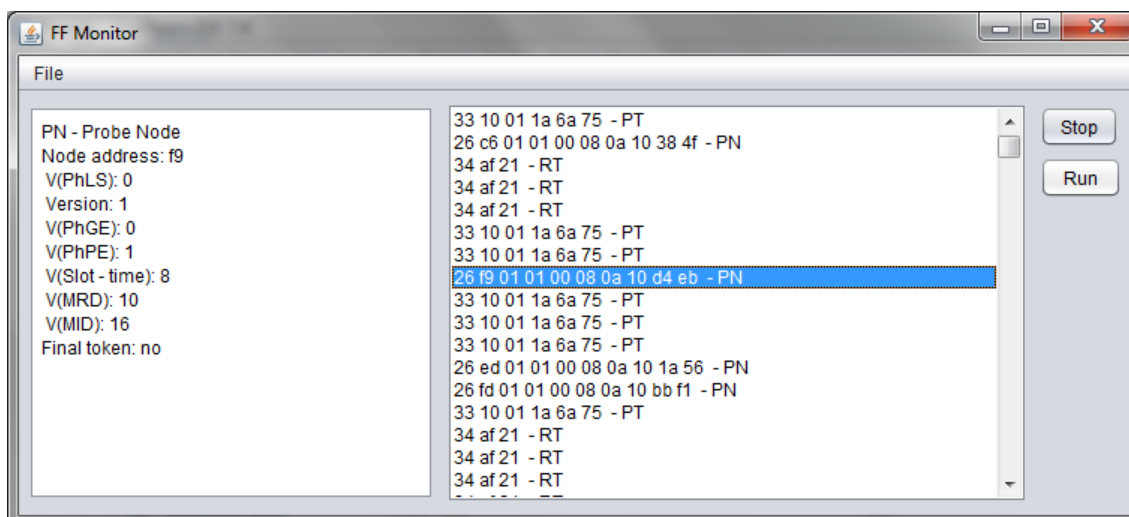 FF Monitor
File
PN - Probe Node
Node address: f9
V(PhLS): 0
Version: 1
V(PhGE): 0
V(PhPE): 1
V(Slot - time): 8
V(MRD): 10
V(MID): 16
Final token: no
33 10 01 1a 6a 75 - PT
26 c6 01 01 00 08 0a 10 38 4f - PN
34 af 21 - RT
34 af 21 - RT
34 af 21 - RT
33 10 01 1a 6a 75 - PT
33 10 01 1a 6a 75 - PT
26 f9 01 01 00 08 0a 10 d4 eb - PN
33 10 01 1a 6a 75 - PT
33 10 01 1a 6a 75 - PT
33 10 01 1a 6a 75 - PT
26 ed 01 01 00 08 0a 10 1a 56 - PN
26 fd 01 01 00 08 0a 10 bb f1 - PN
33 10 01 1a 6a 75 - PT
34 af 21 - RT
34 af 21 - RT
34 af 21 - RT
Stop
Run